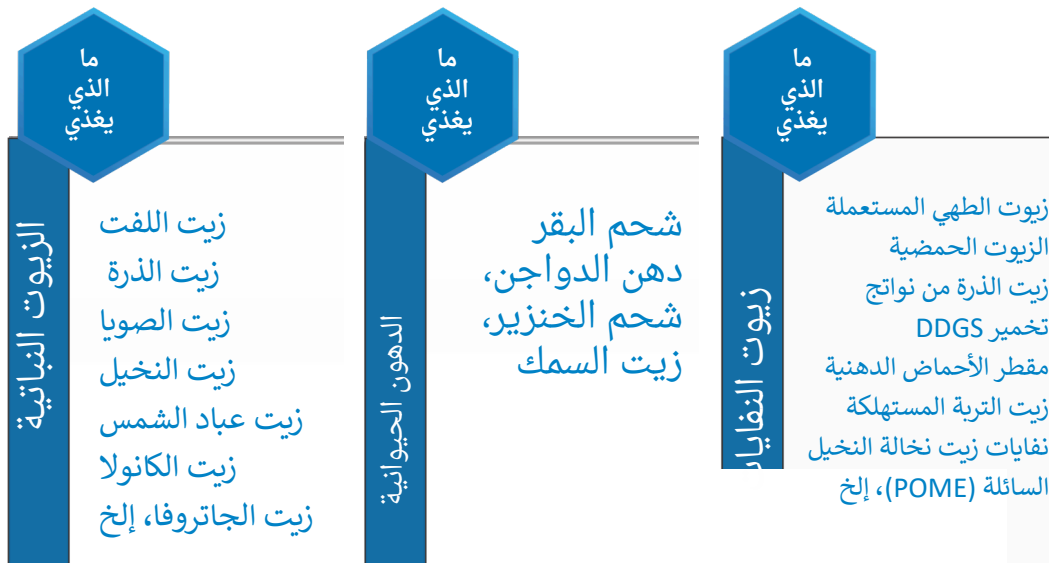 ما
الذي
يغذي
الزيوت النباتية
زيت اللفت
زيت الذرة
زيت الصويا
زيت النخيل
زيت عباد الشمس
زيت الكانولا
زيت الجاتروفا، إلخ
ما
الذي
يغذي
الدهون الحيوانية
شحم البقر
دهن الدواجن،
شحم الخنزير،
زيت السمك
ما
الذي
يغذي
زيوت
زيوت الطهي المستعملة
الزيوت الحمضية
زيت الذرة من نواتج
تخمير DDGS
مقطر الأحماض الدهنية
زيت التربة المستهلكة
نفايات زيت نخالة النخيل
السائلة (POME)، إلخ